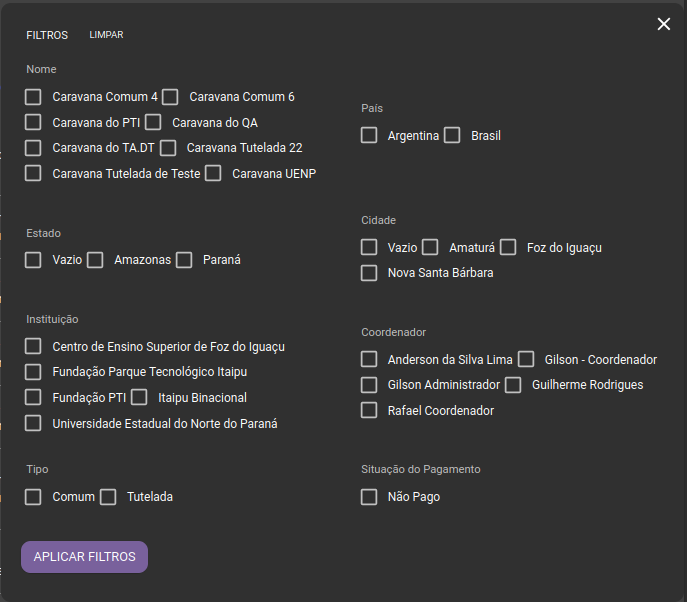 FILTROS LIMPAR
Nome
Caravana Comum 4 Caravana Comum 6
Caravana do PTI Caravana do QA
Caravana do TA.DT Caravana Tutelada 22
Caravana Tutelada de Teste Caravana UENP
País
Argentina Brasil
Estado
Vazio Amazonas Paraná
Cidade
Vazio Amaturá Foz do Iguaçu
Nova Santa Bárbara
Instituição
Centro de Ensino Superior de Foz do Iguaçu
Fundação Parque Tecnológico Itaipu
Fundação PTI Itaipu Binacional
Universidade Estadual do Norte do Paraná
Coordenador
Anderson da Silva Lima Gilson - Coordenador
Gilson Administrador Guilherme Rodrigues
Rafael Coordenador
Tipo
Comum Tutelada
Situação do Pagamento
Não Pago
APLICAR FILTROS